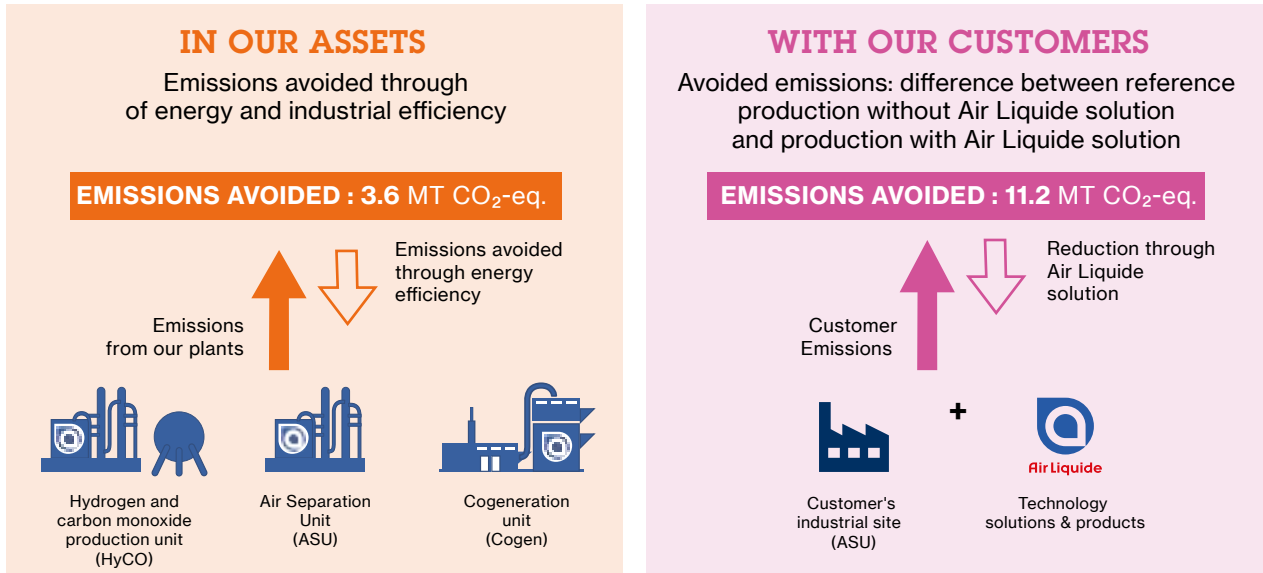 IN OUR ASSETS
Emissions avoided through
of energy and industrial efficiency
EMISSIONS AVOIDED : 3.6 MT CO₂-eq.
Emissions avoided
through energy
efficiency
Emissions
from our plants
Hydrogen and
carbon monoxide
production unit
(HyCO)
Air Separation
Unit
(ASU)
Cogeneration
unit
(Cogen)
WITH OUR CUSTOMERS
Avoided emissions: difference between reference
production without Air Liquide solution
and production with Air Liquide solution
EMISSIONS AVOIDED : 11.2 MT CO₂-eq.
Reduction through
Air Liquide
solution
Customer
Emissions
+
Air Liquide
Customer's
industrial site
(ASU)
Technology
solutions & products